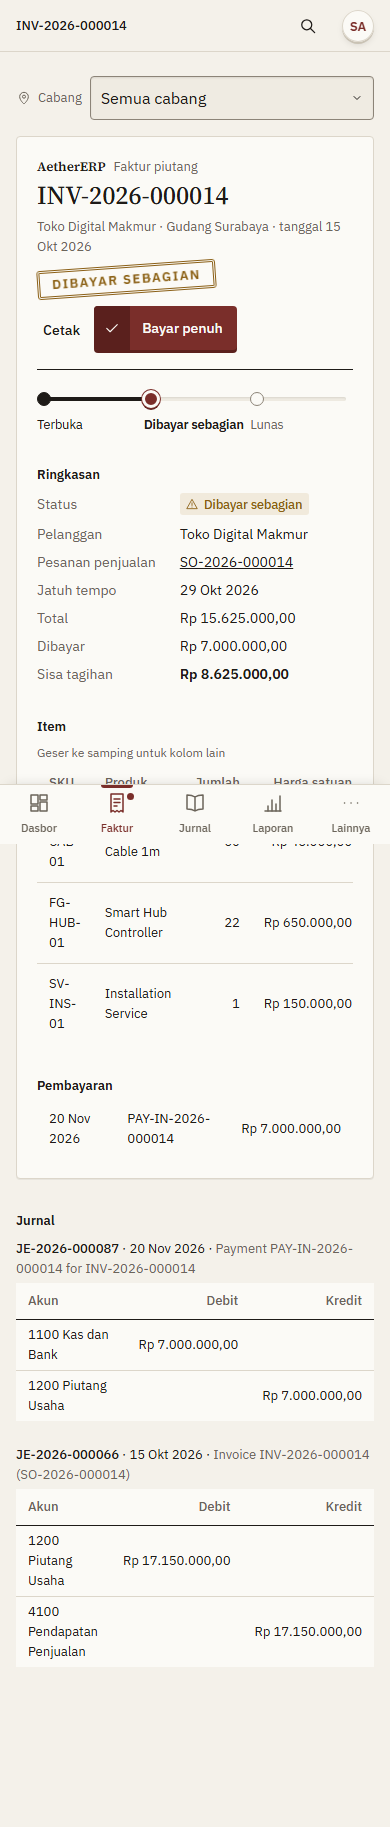 INV-2026-000014
SA
Cabang
Semua cabang
AetherERP Faktur piutang
INV-2026-000014
Toko Digital Makmur · Gudang Surabaya · tanggal 15
Okt 2026
DIBAYAR SEBAGIAN
Cetak
Bayar penuh
Terbuka
Dibayar sebagian
Lunas
Ringkasan
Status
Dibayar sebagian
Pelanggan
Toko Digital Makmur
Pesanan penjualan
SO-2026-000014
Jatuh tempo
29 Okt 2026
Total
Rp 15.625.000,00
Dibayar
Rp 7.000.000,00
Sisa tagihan
Rp 8.625.000,00
Item
Geser ke samping untuk kolom lain
SKU Produk Jumlah Harga satuan
Dasbor
Faktur
Jurnal
Laporan
Lainnya
01
Cable 1m
FG-
HUB-
01
Smart Hub
Controller
22
Rp 650.000,00
SV-
INS-
01
Installation
Service
1
Rp 150.000,00
Pembayaran
20 Nov
2026
PAY-IN-2026-
000014
Rp 7.000.000,00
Jurnal
JE-2026-000087 · 20 Nov 2026 · Payment PAY-IN-2026-
000014 for INV-2026-000014
Akun Debit Kredit
1100 Kas dan
Bank
Rp 7.000.000,00
1200 Piutang
Usaha
Rp 7.000.000,00
JE-2026-000066 · 15 Okt 2026 · Invoice INV-2026-000014
(SO-2026-000014)
Akun Debit Kredit
1200
Piutang
Usaha
Rp 17.150.000,00
4100
Pendapatan
Penjualan
Rp 17.150.000,00